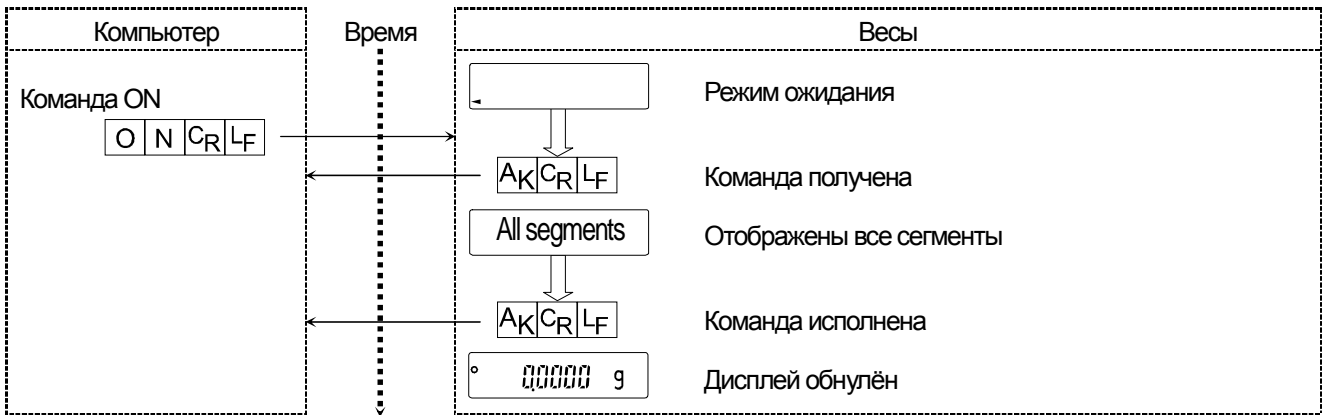 Компьютер Время Весы
Команда ON Режим ожидания
O N CR LF
AK CR LF Команда получена
All segments Отображены все сегменты
AK CR LF Команда исполнена
0.0000 g Дисплей обнулён